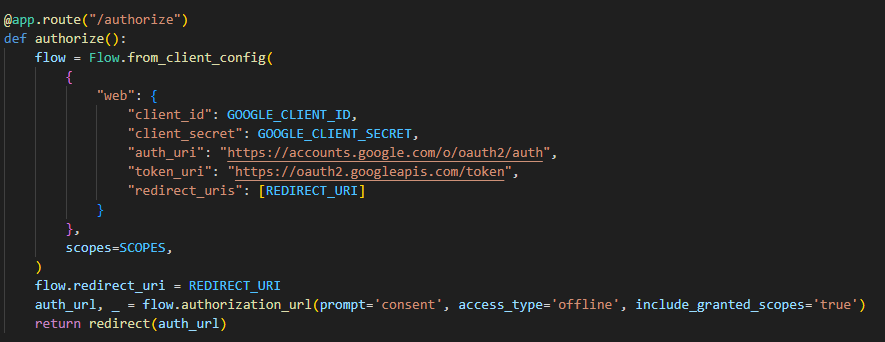 @app.route("/authorize")
def authorize():
    flow = Flow.from_client_config(
        {
            "web": {
                "client_id": GOOGLE_CLIENT_ID,
                "client_secret": GOOGLE_CLIENT_SECRET,
                "auth_uri": "https://accounts.google.com/o/oauth2/auth",
                "token_uri": "https://oauth2.googleapis.com/token",
                "redirect_uris": [REDIRECT_URI]
            }
        },
        scopes=SCOPES,
    )
    flow.redirect_uri = REDIRECT_URI
    auth_url, _ = flow.authorization_url(prompt='consent', access_type='offline', include_granted_scopes='true')
    return redirect(auth_url)